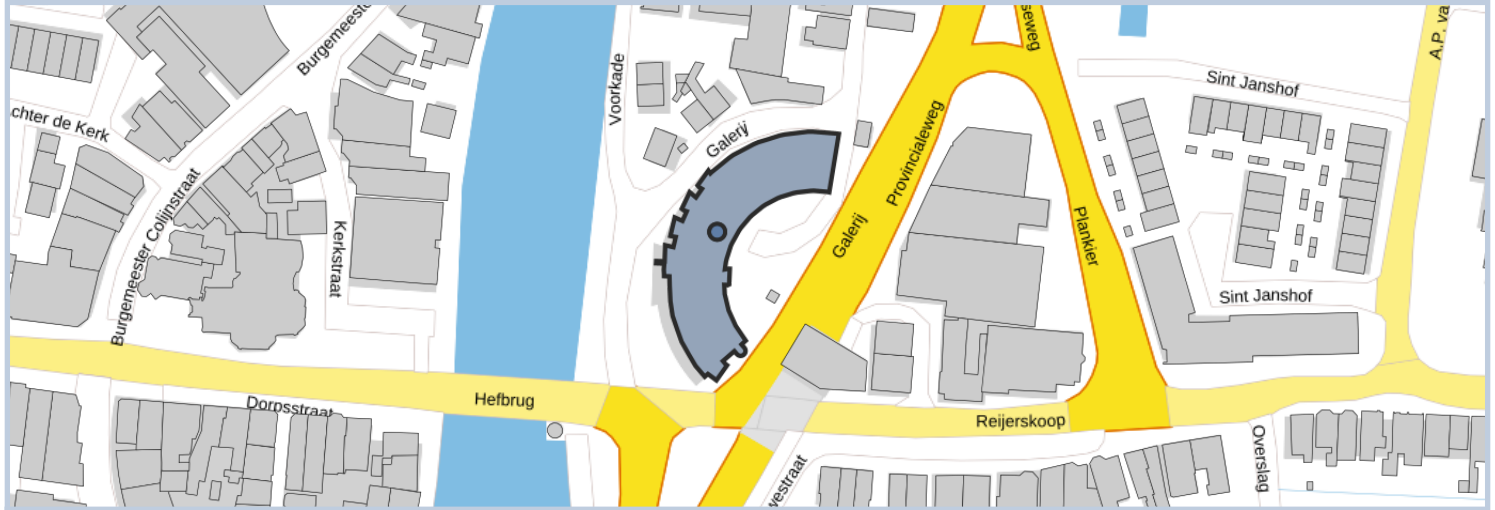 Burgemeeste
seweg
A.P. va
Voorkade
Sint Janshof
chter de Kerk
Galerij
Provincialeweg
Burgemeester Colijnstraat
Kerkstraat
Galerij
Plankier
Sint Janshof
Hefbrug
Dorpsstraat
Reijerskoop
Overslag
westraat